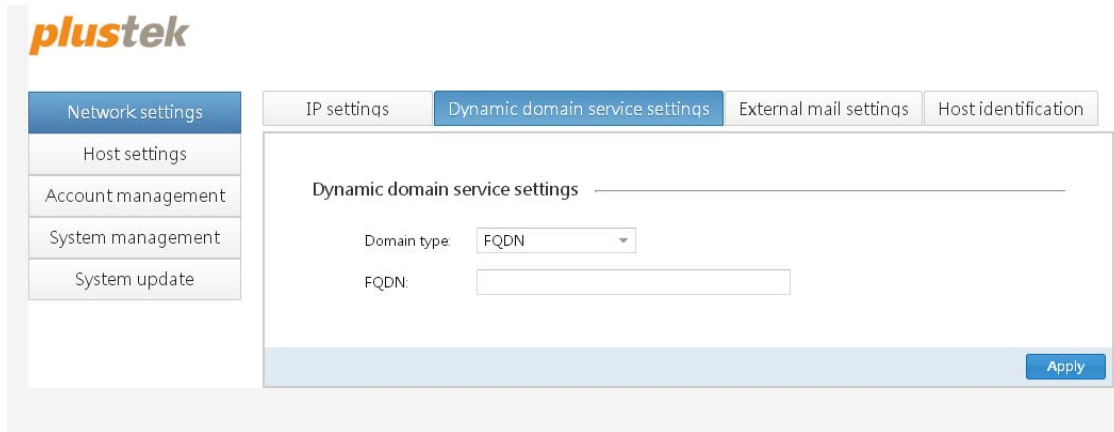 plustek
Network settings
Host settings
Account management
System management
System update
IP settings Dynamic domain service settings External mail settings Host identification
Dynamic domain service settings
Domain type: FQDN
FQDN:
Apply